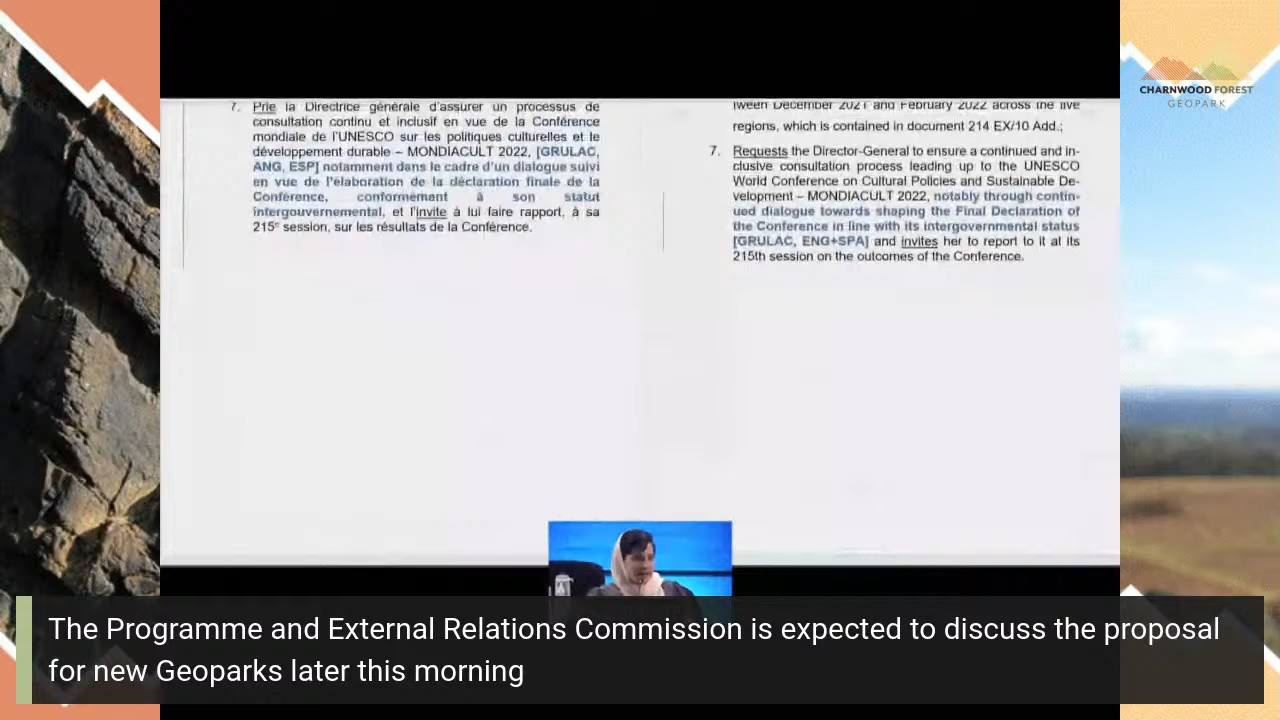 7. Prie la Directrice générale d'assurer un processus de
consultation continu et inclusif en vue de la Conférence
mondiale de l'UNESCO sur les politiques culturelles et le
développement durable – MONDIACULT 2022, [GRULAC,
ANG, ESP] notamment dans le cadre d'un dialogue suivi
en vue de l'élaboration de la déclaration finale de la
Conférence, conformément à son statut
intergouvernemental, et l'invite à lui faire rapport, à sa
215e session, sur les résultats de la Conférence.
tween December 2021 and February 2022 across the five
regions, which is contained in document 214 EX/10 Add.;
7. Requests the Director-General to ensure a continued and in-
clusive consultation process leading up to the UNESCO
World Conference on Cultural Policies and Sustainable De-
velopment – MONDIACULT 2022, notably through contin-
ued dialogue towards shaping the Final Declaration of
the Conference in line with its intergovernmental status
[GRULAC, ENG+SPA] and invites her to report to it at its
215th session on the outcomes of the Conference.
CHARNWOOD FOREST
GEOPARK
The Programme and External Relations Commission is expected to discuss the proposal
for new Geoparks later this morning